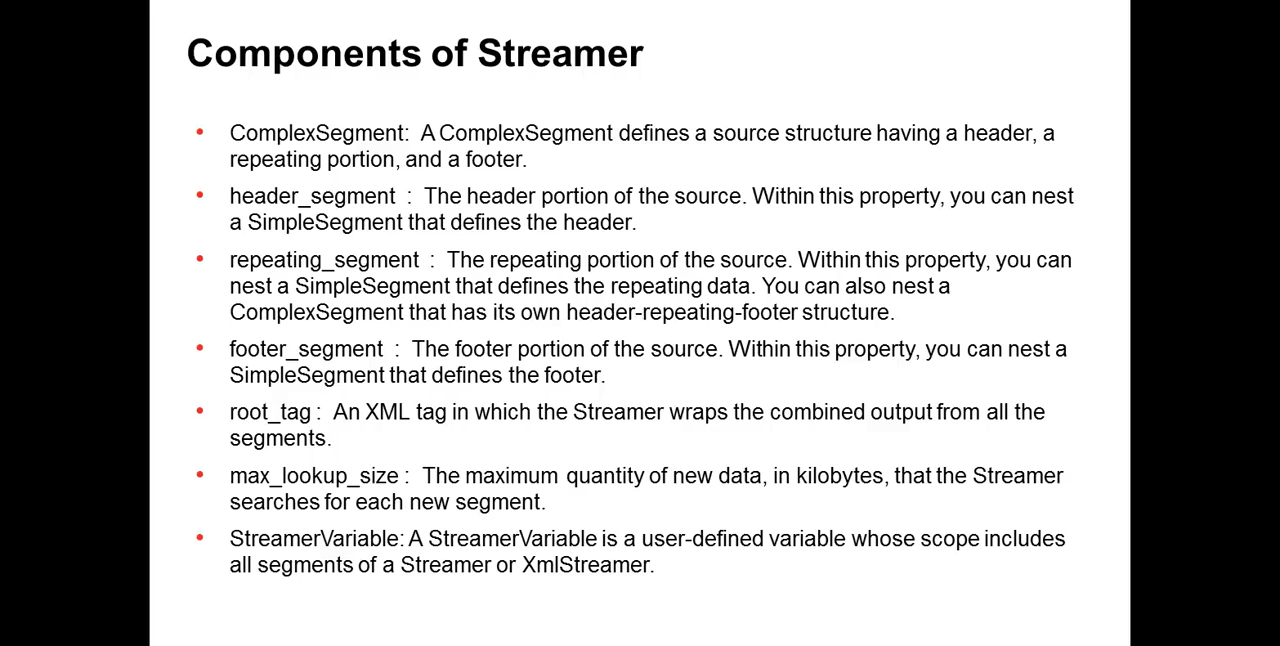 Components of Streamer
• ComplexSegment: A ComplexSegment defines a source structure having a header, a
repeating portion, and a footer.
• header_segment : The header portion of the source. Within this property, you can nest
a SimpleSegment that defines the header.
• repeating_segment : The repeating portion of the source. Within this property, you can
nest a SimpleSegment that defines the repeating data. You can also nest a
ComplexSegment that has its own header-repeating-footer structure.
• footer_segment : The footer portion of the source. Within this property, you can nest a
SimpleSegment that defines the footer.
• root_tag : An XML tag in which the Streamer wraps the combined output from all the
segments.
• max_lookup_size : The maximum quantity of new data, in kilobytes, that the Streamer
searches for each new segment.
• StreamerVariable: A StreamerVariable is a user-defined variable whose scope includes
all segments of a Streamer or XmlStreamer.